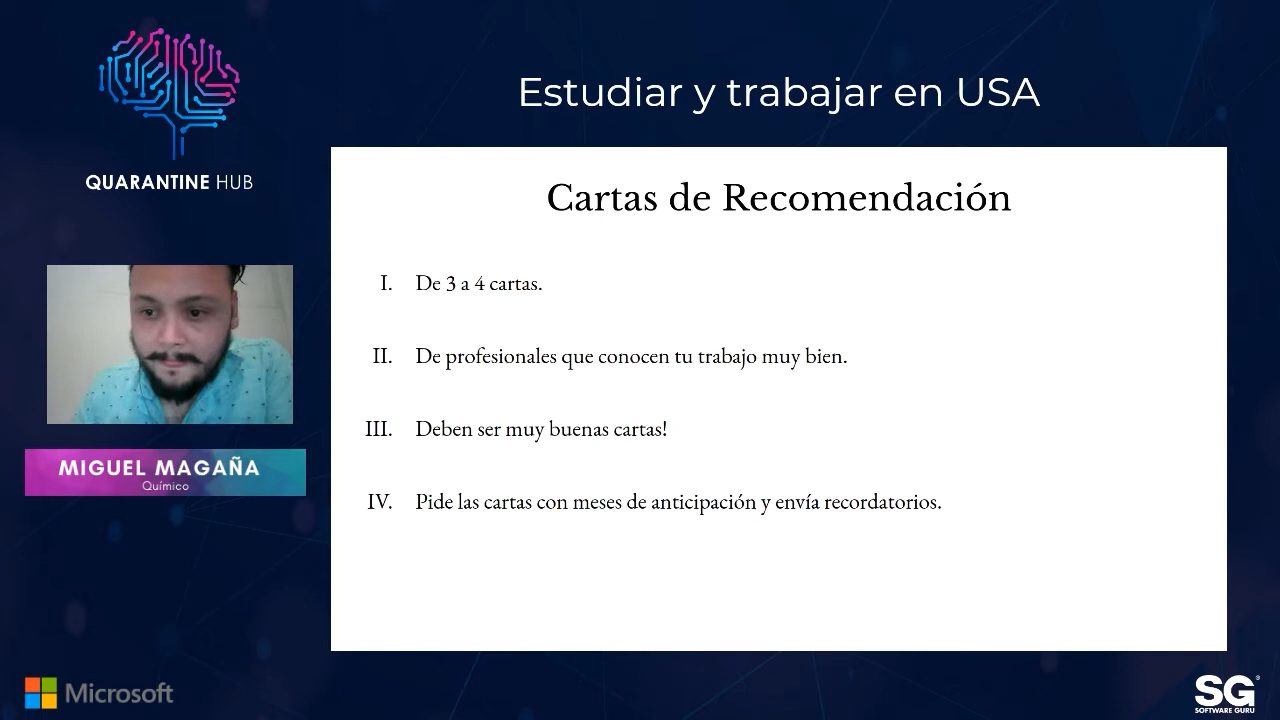 QUARANTINE HUB
Estudiar y trabajar en USA
Cartas de Recomendación
I. De 3 a 4 cartas.
II. De profesionales que conocen tu trabajo muy bien.
III. Deben ser muy buenas cartas!
IV. Pide las cartas con meses de anticipación y envía recordatorios.
MIGUEL MAGAÑA
Químico
Microsoft
SG
SOFTWARE GURU